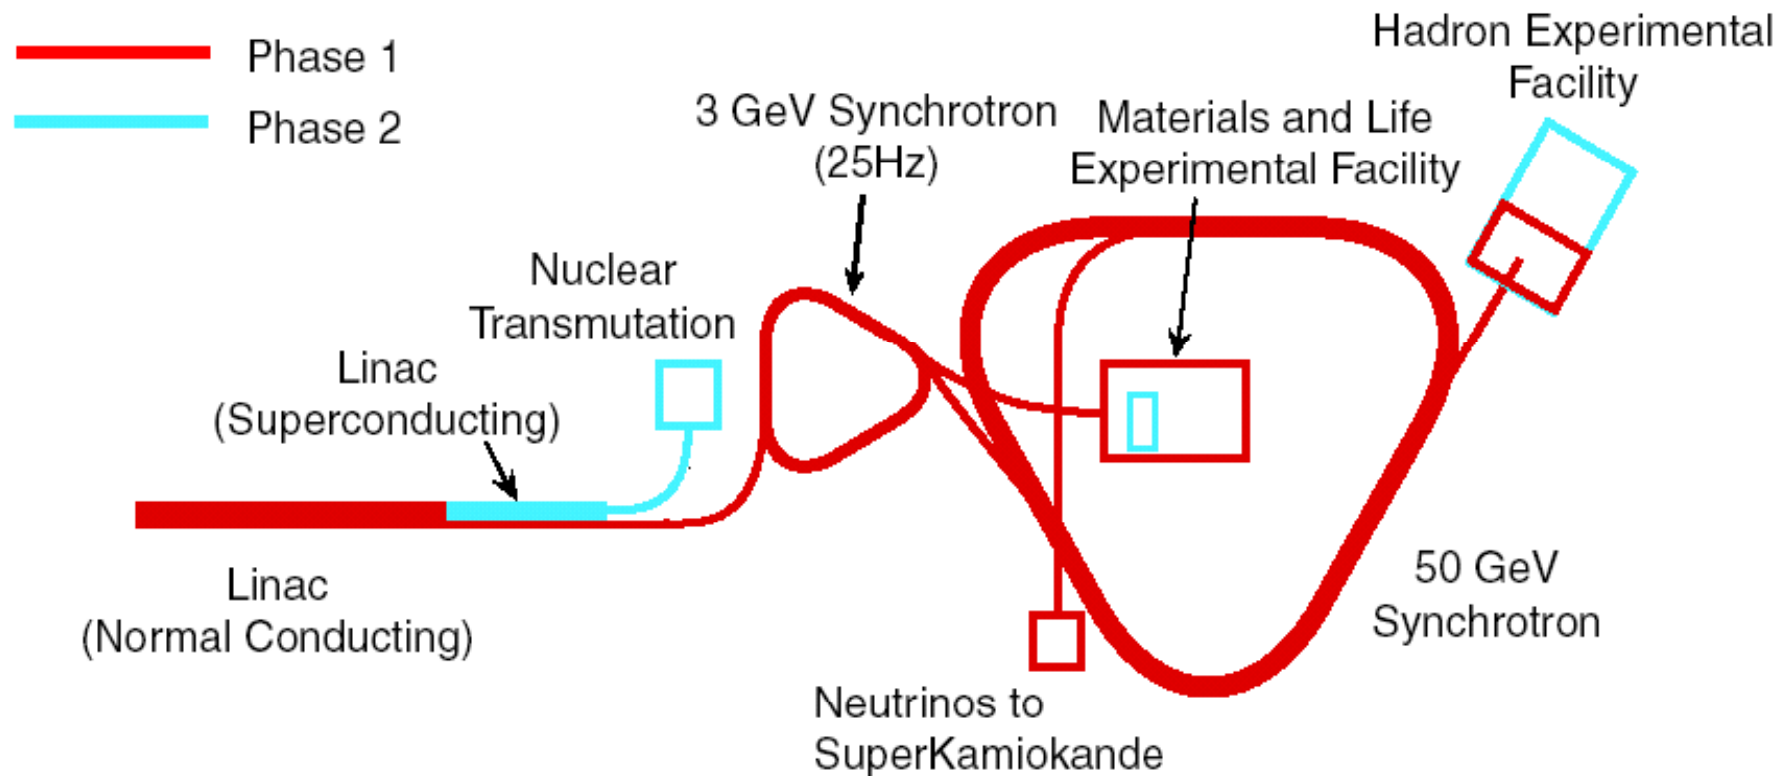 Phase 1
Phase 2
Hadron Experimental
Facility
3 GeV Synchrotron
(25Hz)
Materials and Life
Experimental Facility
Nuclear
Transmutation
Linac
(Superconducting)
Linac
(Normal Conducting)
50 GeV
Synchrotron
Neutrinos to
SuperKamiokande